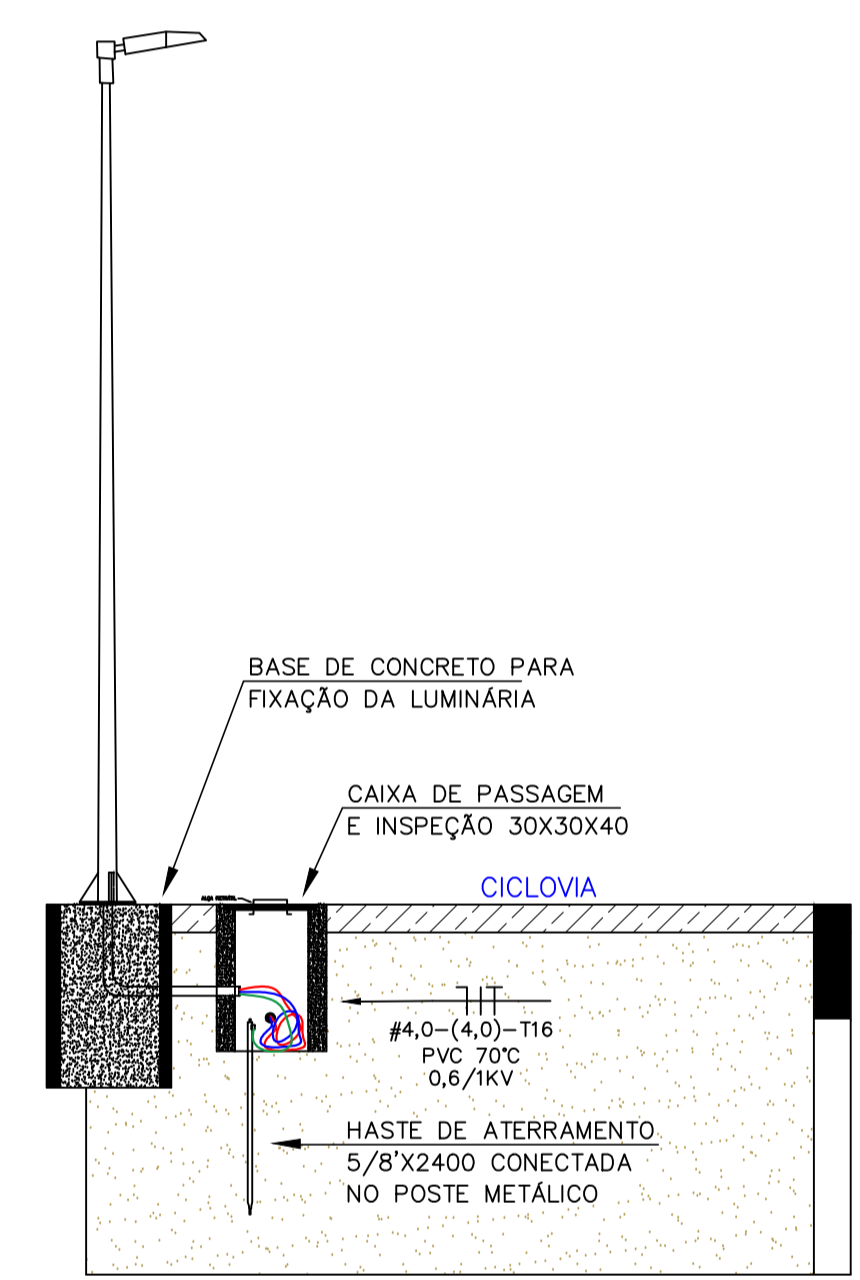 BASE DE CONCRETO PARA
FIXAÇÃO DA LUMINÁRIA
CAIXA DE PASSAGEM
E INSPEÇÃO 30X30X40
CICLOVIA
#4,0-(4,0)-T16
PVC 70°C
0,6/1KV
HASTE DE ATERRAMENTO
5/8'X2400 CONECTADA
NO POSTE METÁLICO